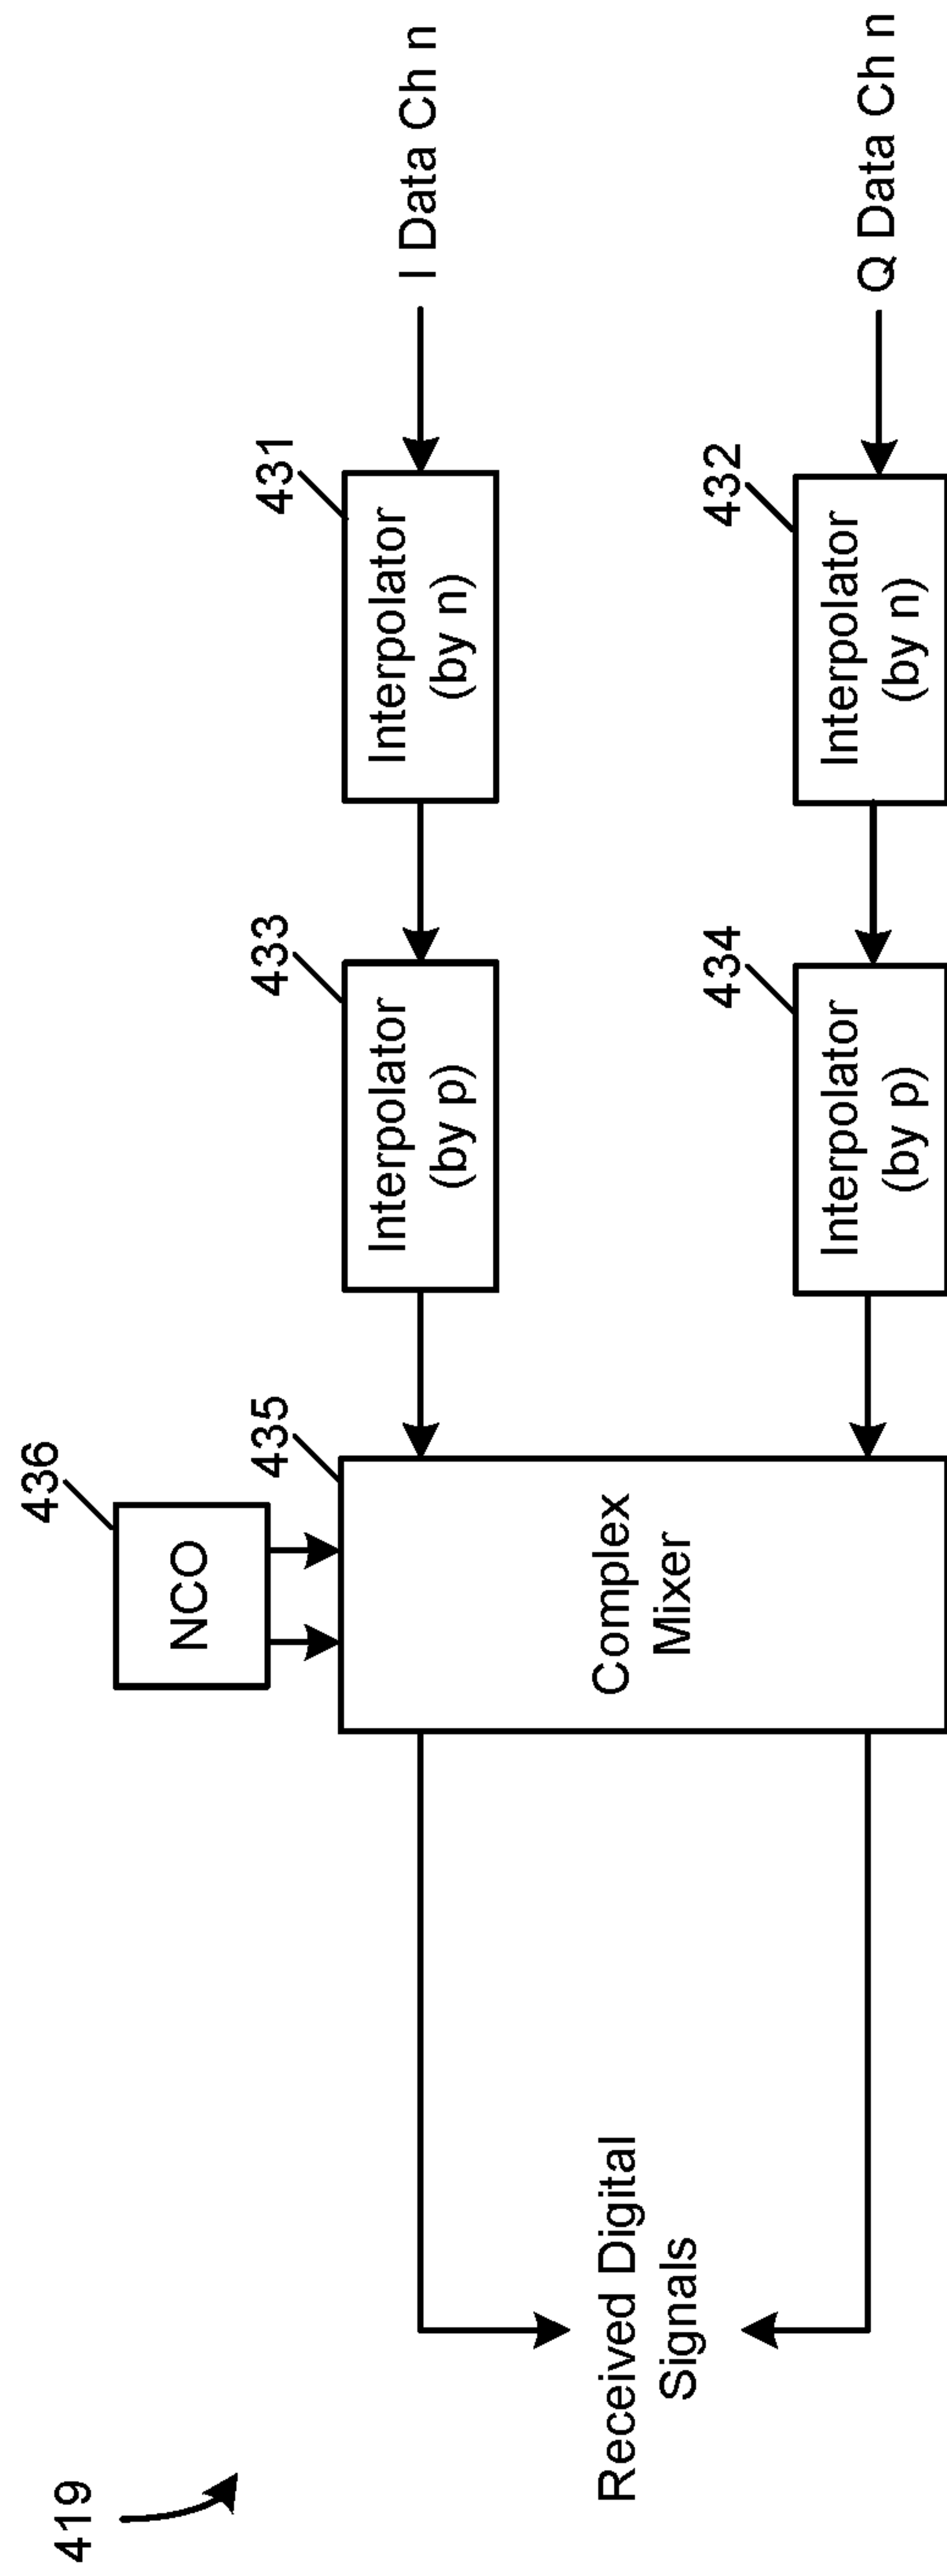 419
436
NCO
435
Complex
Mixer
433
Interpolator
(by p)
431
Interpolator
(by n)
I Data Ch n
Received Digital
Signals
434
Interpolator
(by p)
432
Interpolator
(by n)
Q Data Ch n